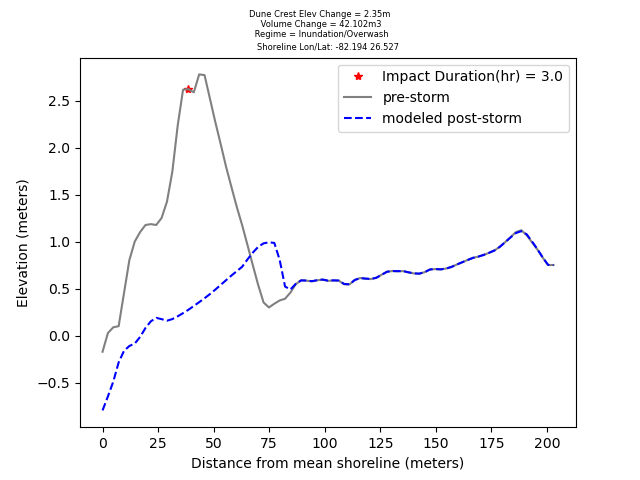 Dune Crest Elev Change = 2.35m
Volume Change = 42.102m3
Regime = Inundation/Overwash
Shoreline Lon/Lat: -82.194 26.527
Impact Duration(hr) = 3.0
pre-storm
modeled post-storm
Elevation (meters)
2.5
2.0
1.5
1.0
0.5
0.0
−0.5
0 25 50 75 100 125 150 175 200
Distance from mean shoreline (meters)